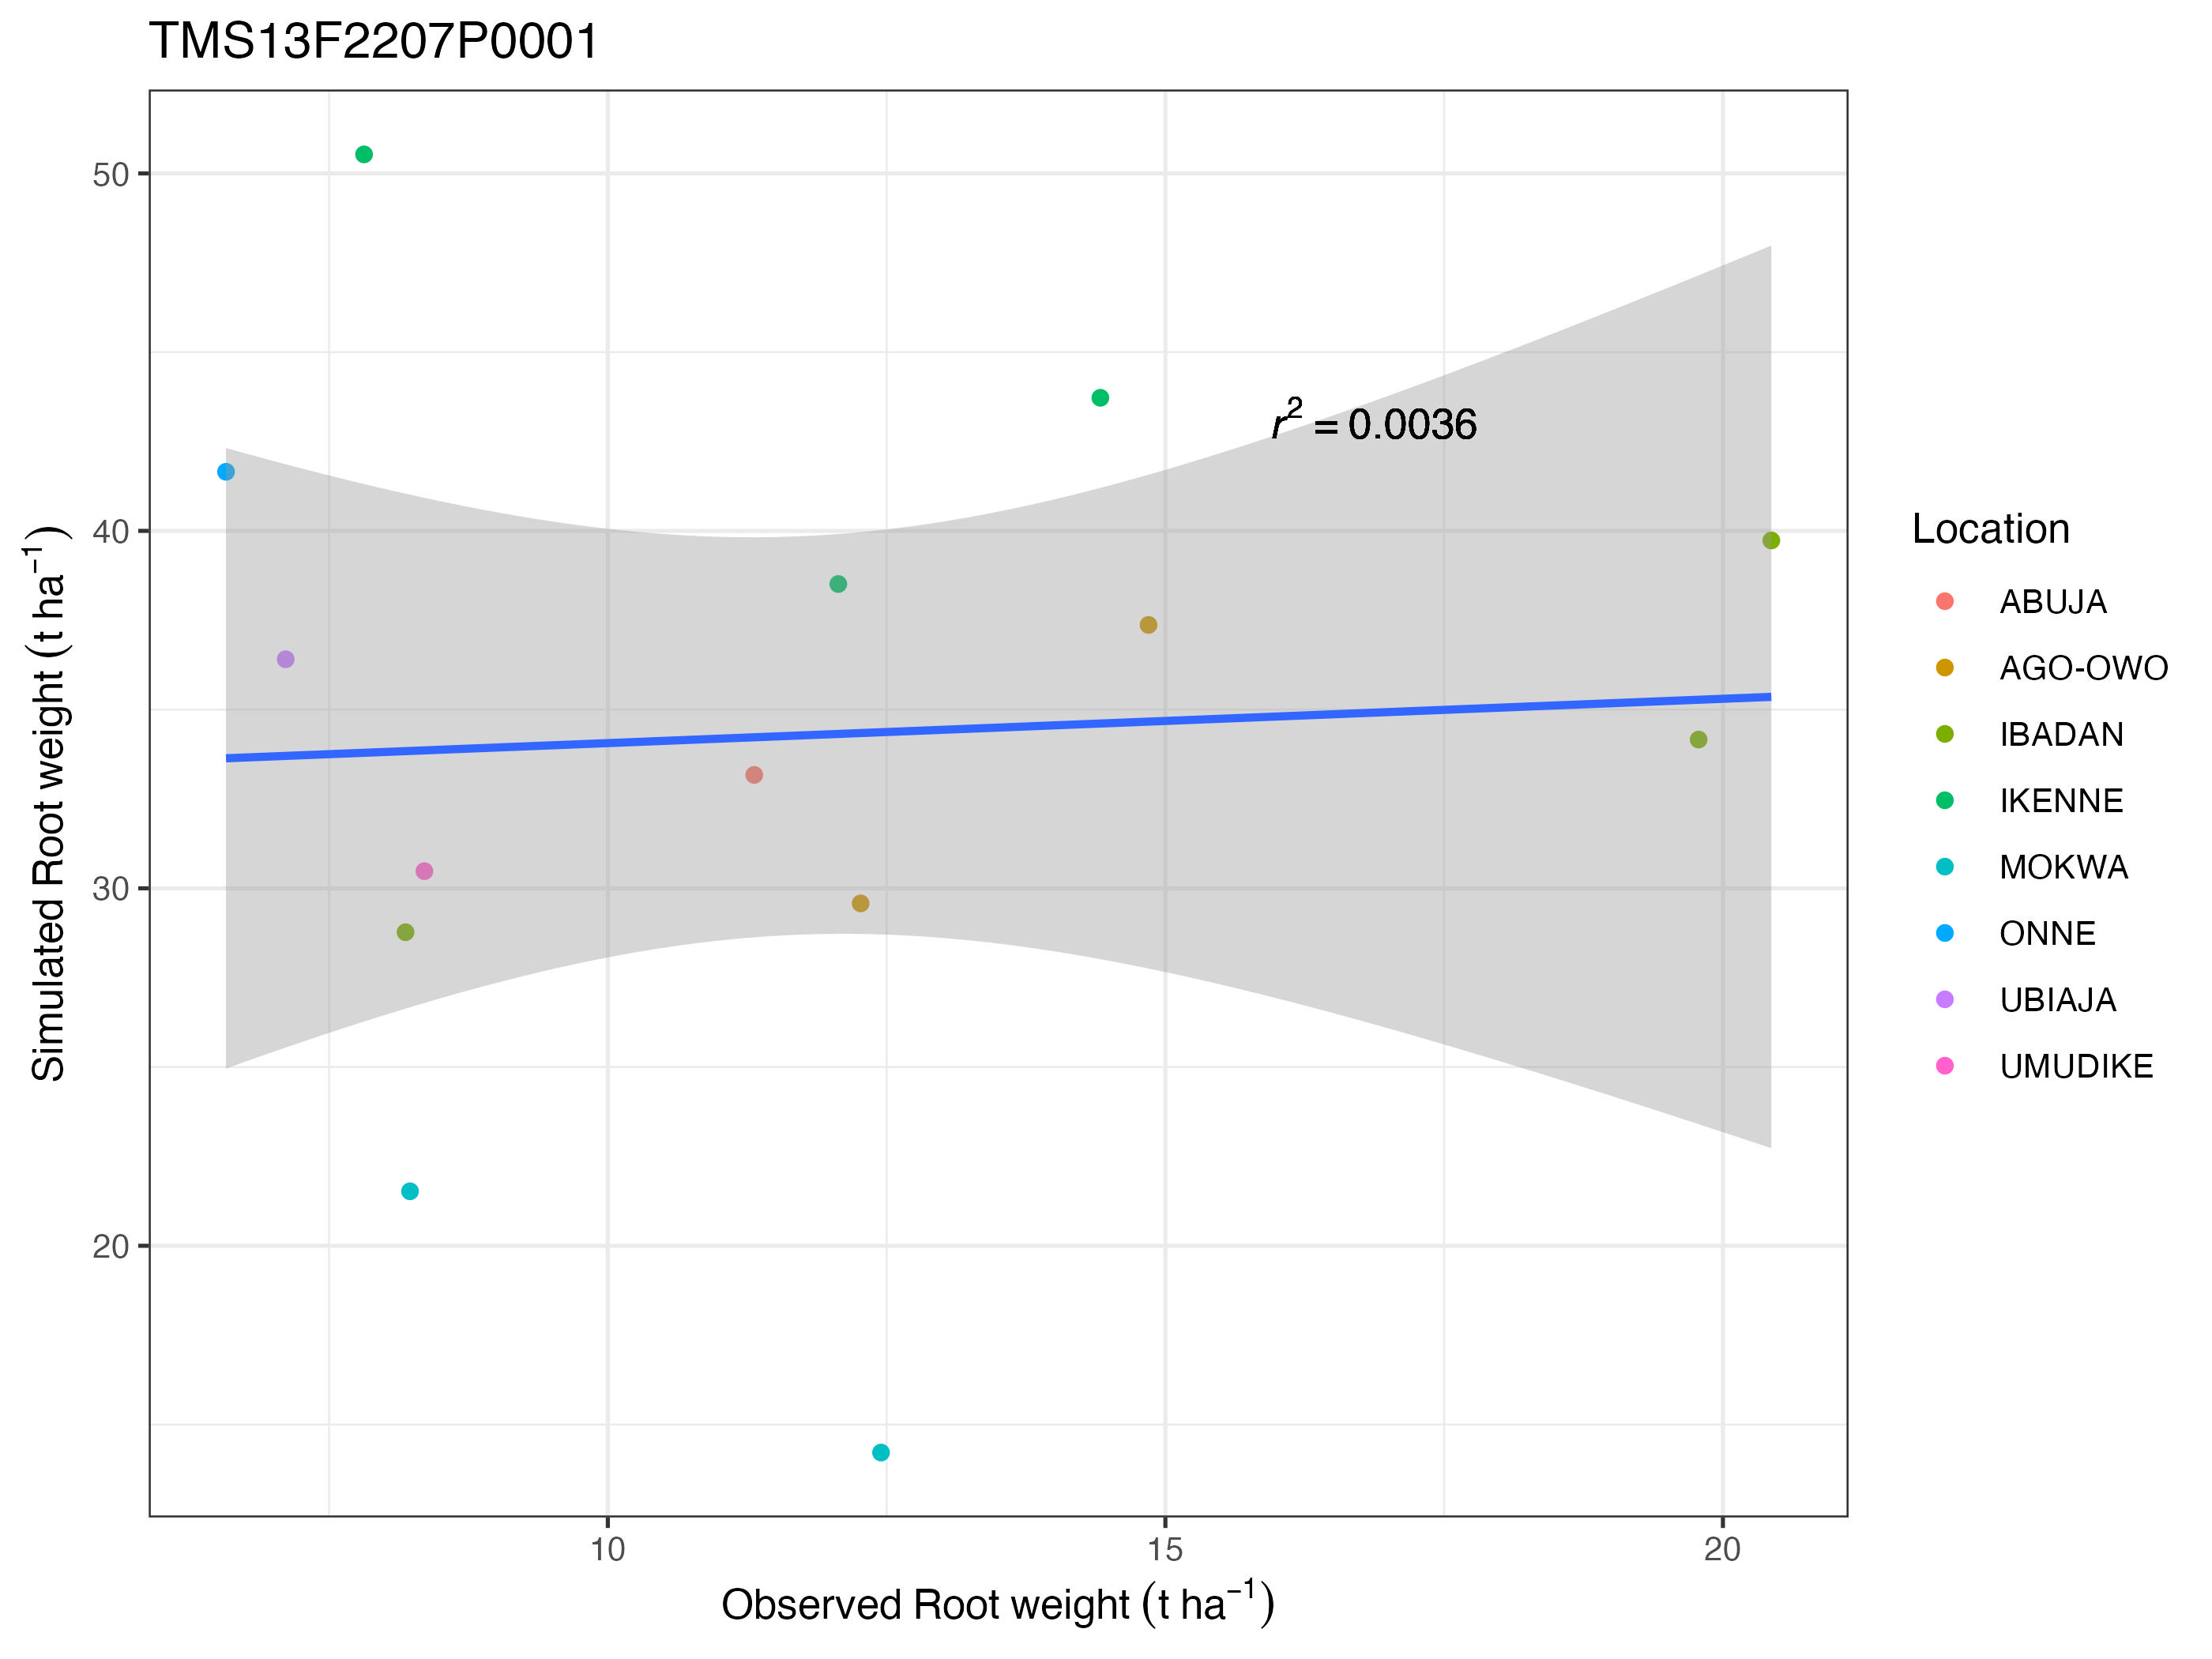 TMS13F2207P0001
50
40
30
20
Simulated Root weight (t ha⁻¹)
r² = 0.0036
10
15
20
Observed Root weight (t ha⁻¹)
Location
ABUJA
AGO-OWO
IBADAN
IKENNE
MOKWA
ONNE
UBIAJA
UMUDIKE